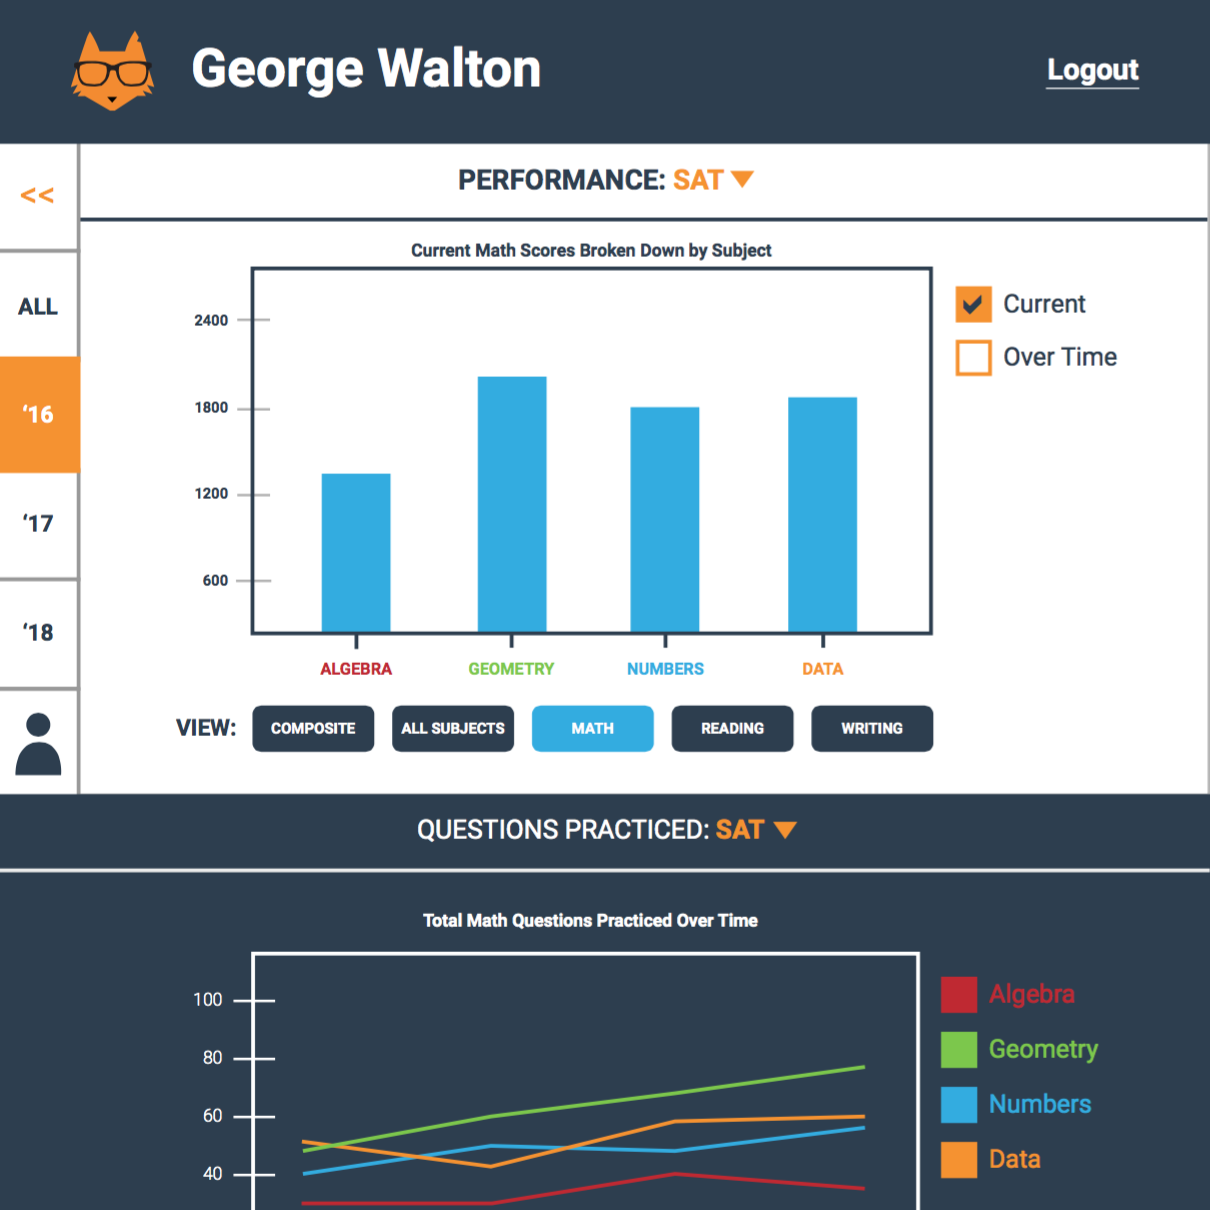 George Walton
Logout
<<
PERFORMANCE: SAT
ALL
‘16
‘17
‘18
Current Math Scores Broken Down by Subject
2400
1800
1200
600
ALGEBRA
GEOMETRY
NUMBERS
DATA
Current
Over Time
VIEW:
COMPOSITE
ALL SUBJECTS
MATH
READING
WRITING
QUESTIONS PRACTICED: SAT
Total Math Questions Practiced Over Time
100
80
60
40
Algebra
Geometry
Numbers
Data